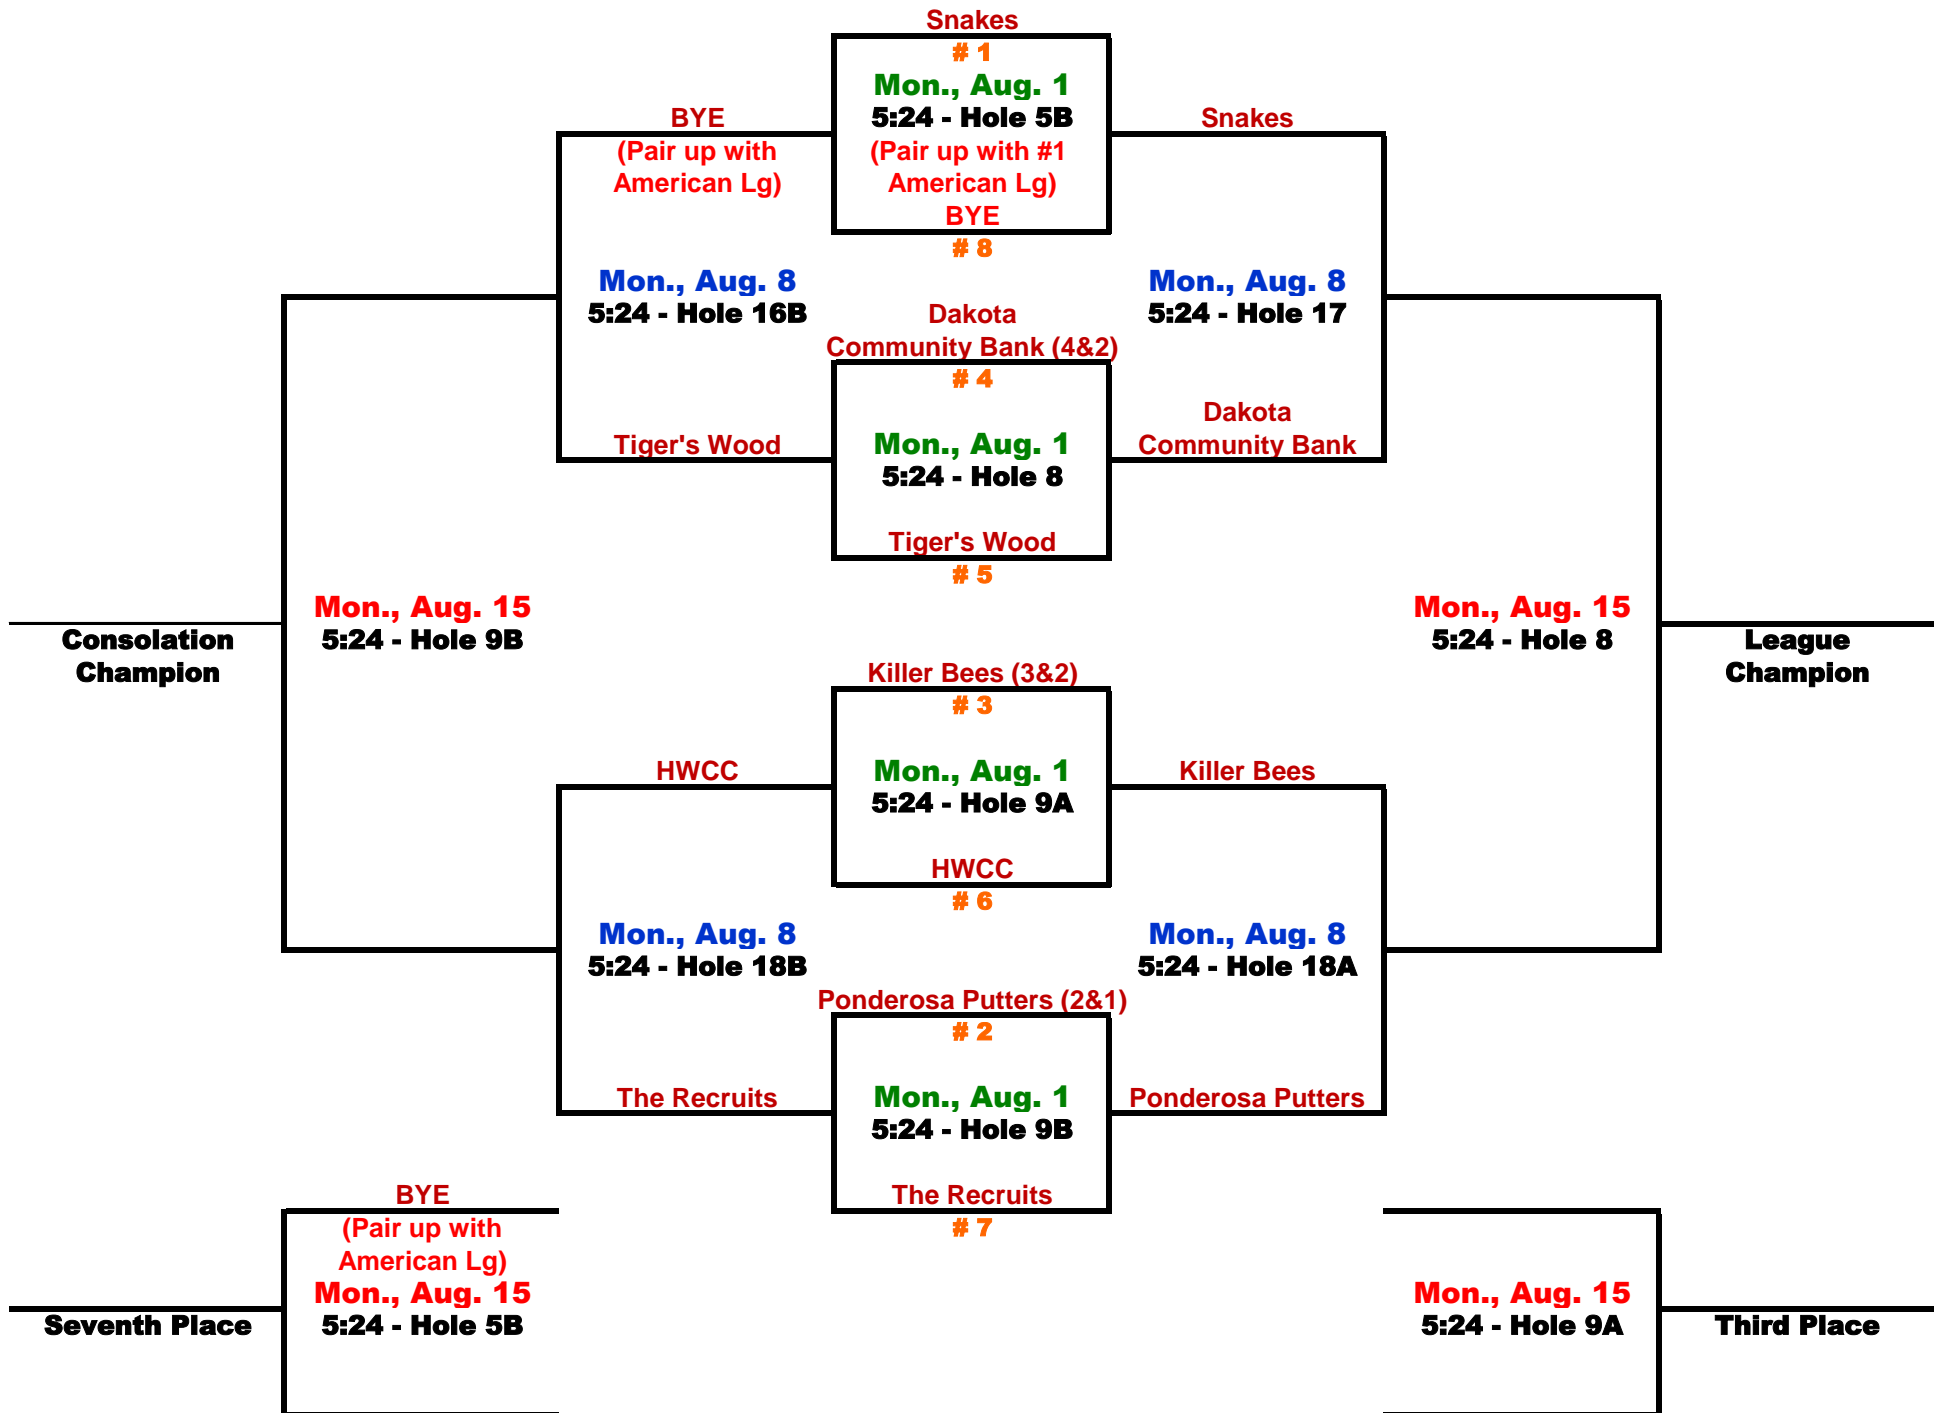 Snakes
# 1
Mon., Aug. 1
5:24 - Hole 5B
(Pair up with #1
American Lg)
BYE
# 8
BYE
(Pair up with
American Lg)
Snakes
Mon., Aug. 8
5:24 - Hole 16B
Mon., Aug. 8
5:24 - Hole 17
Dakota
Community Bank (4&2)
# 4
Mon., Aug. 1
5:24 - Hole 8
Tiger's Wood
# 5
Tiger's Wood
Dakota
Community Bank
Mon., Aug. 15
5:24 - Hole 9B
Consolation
Champion
Mon., Aug. 15
5:24 - Hole 8
League
Champion
Killer Bees (3&2)
# 3
Mon., Aug. 1
5:24 - Hole 9A
HWCC
# 6
HWCC
Killer Bees
Mon., Aug. 8
5:24 - Hole 18B
Mon., Aug. 8
5:24 - Hole 18A
Ponderosa Putters (2&1)
# 2
Mon., Aug. 1
5:24 - Hole 9B
The Recruits
# 7
The Recruits
Ponderosa Putters
BYE
(Pair up with
American Lg)
Mon., Aug. 15
5:24 - Hole 5B
Seventh Place
Mon., Aug. 15
5:24 - Hole 9A
Third Place